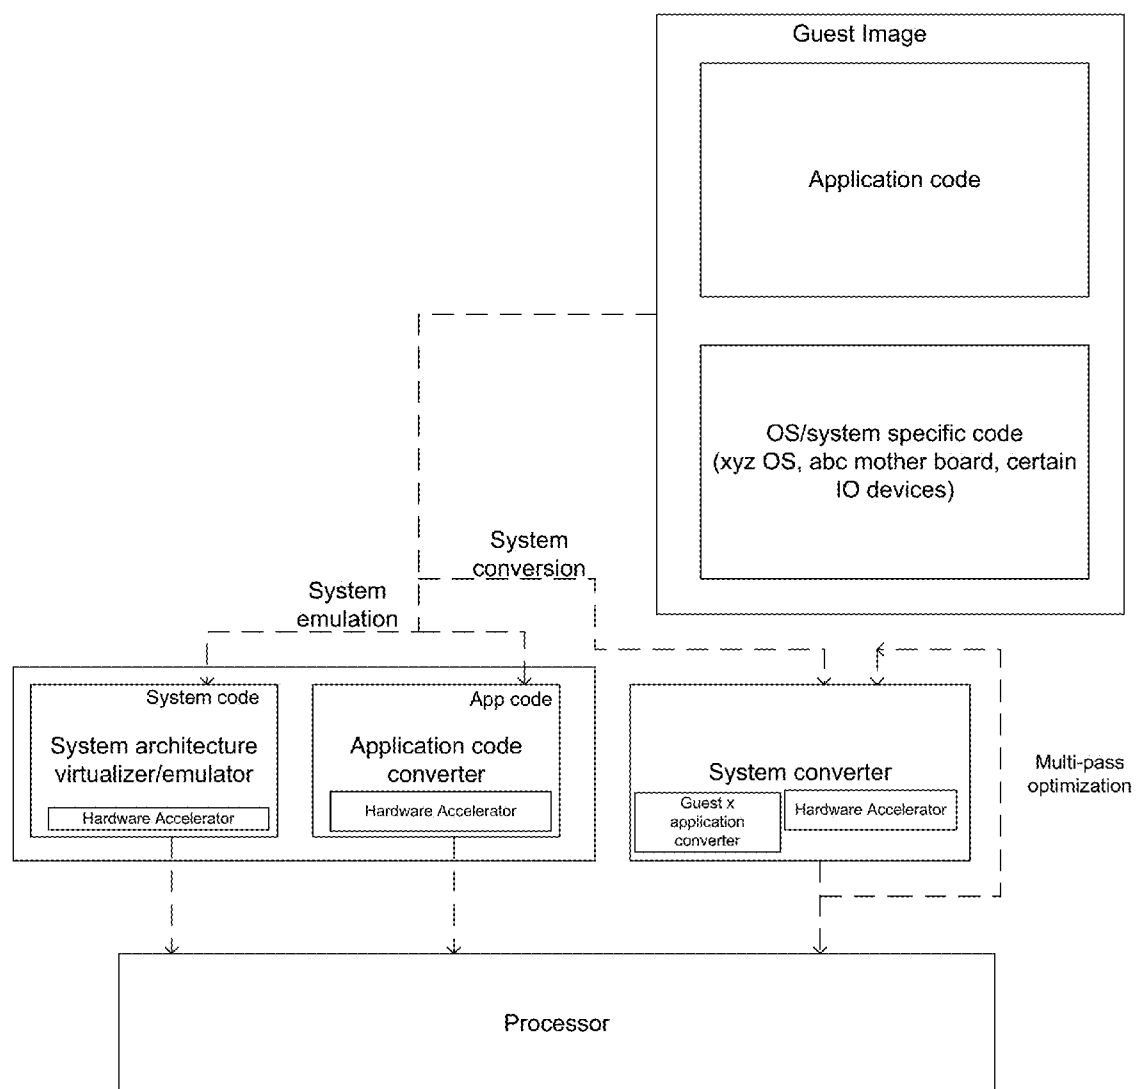 Guest Image
Application code
OS/system specific code
(xyz OS, abc mother board, certain
IO devices)
System
conversion
System
emulation
System code
System architecture
virtualizer/emulator
Hardware Accelerator
App code
Application code
converter
Hardware Accelerator
System converter
Guest x
application
converter
Hardware Accelerator
Multi-pass
optimization
Processor